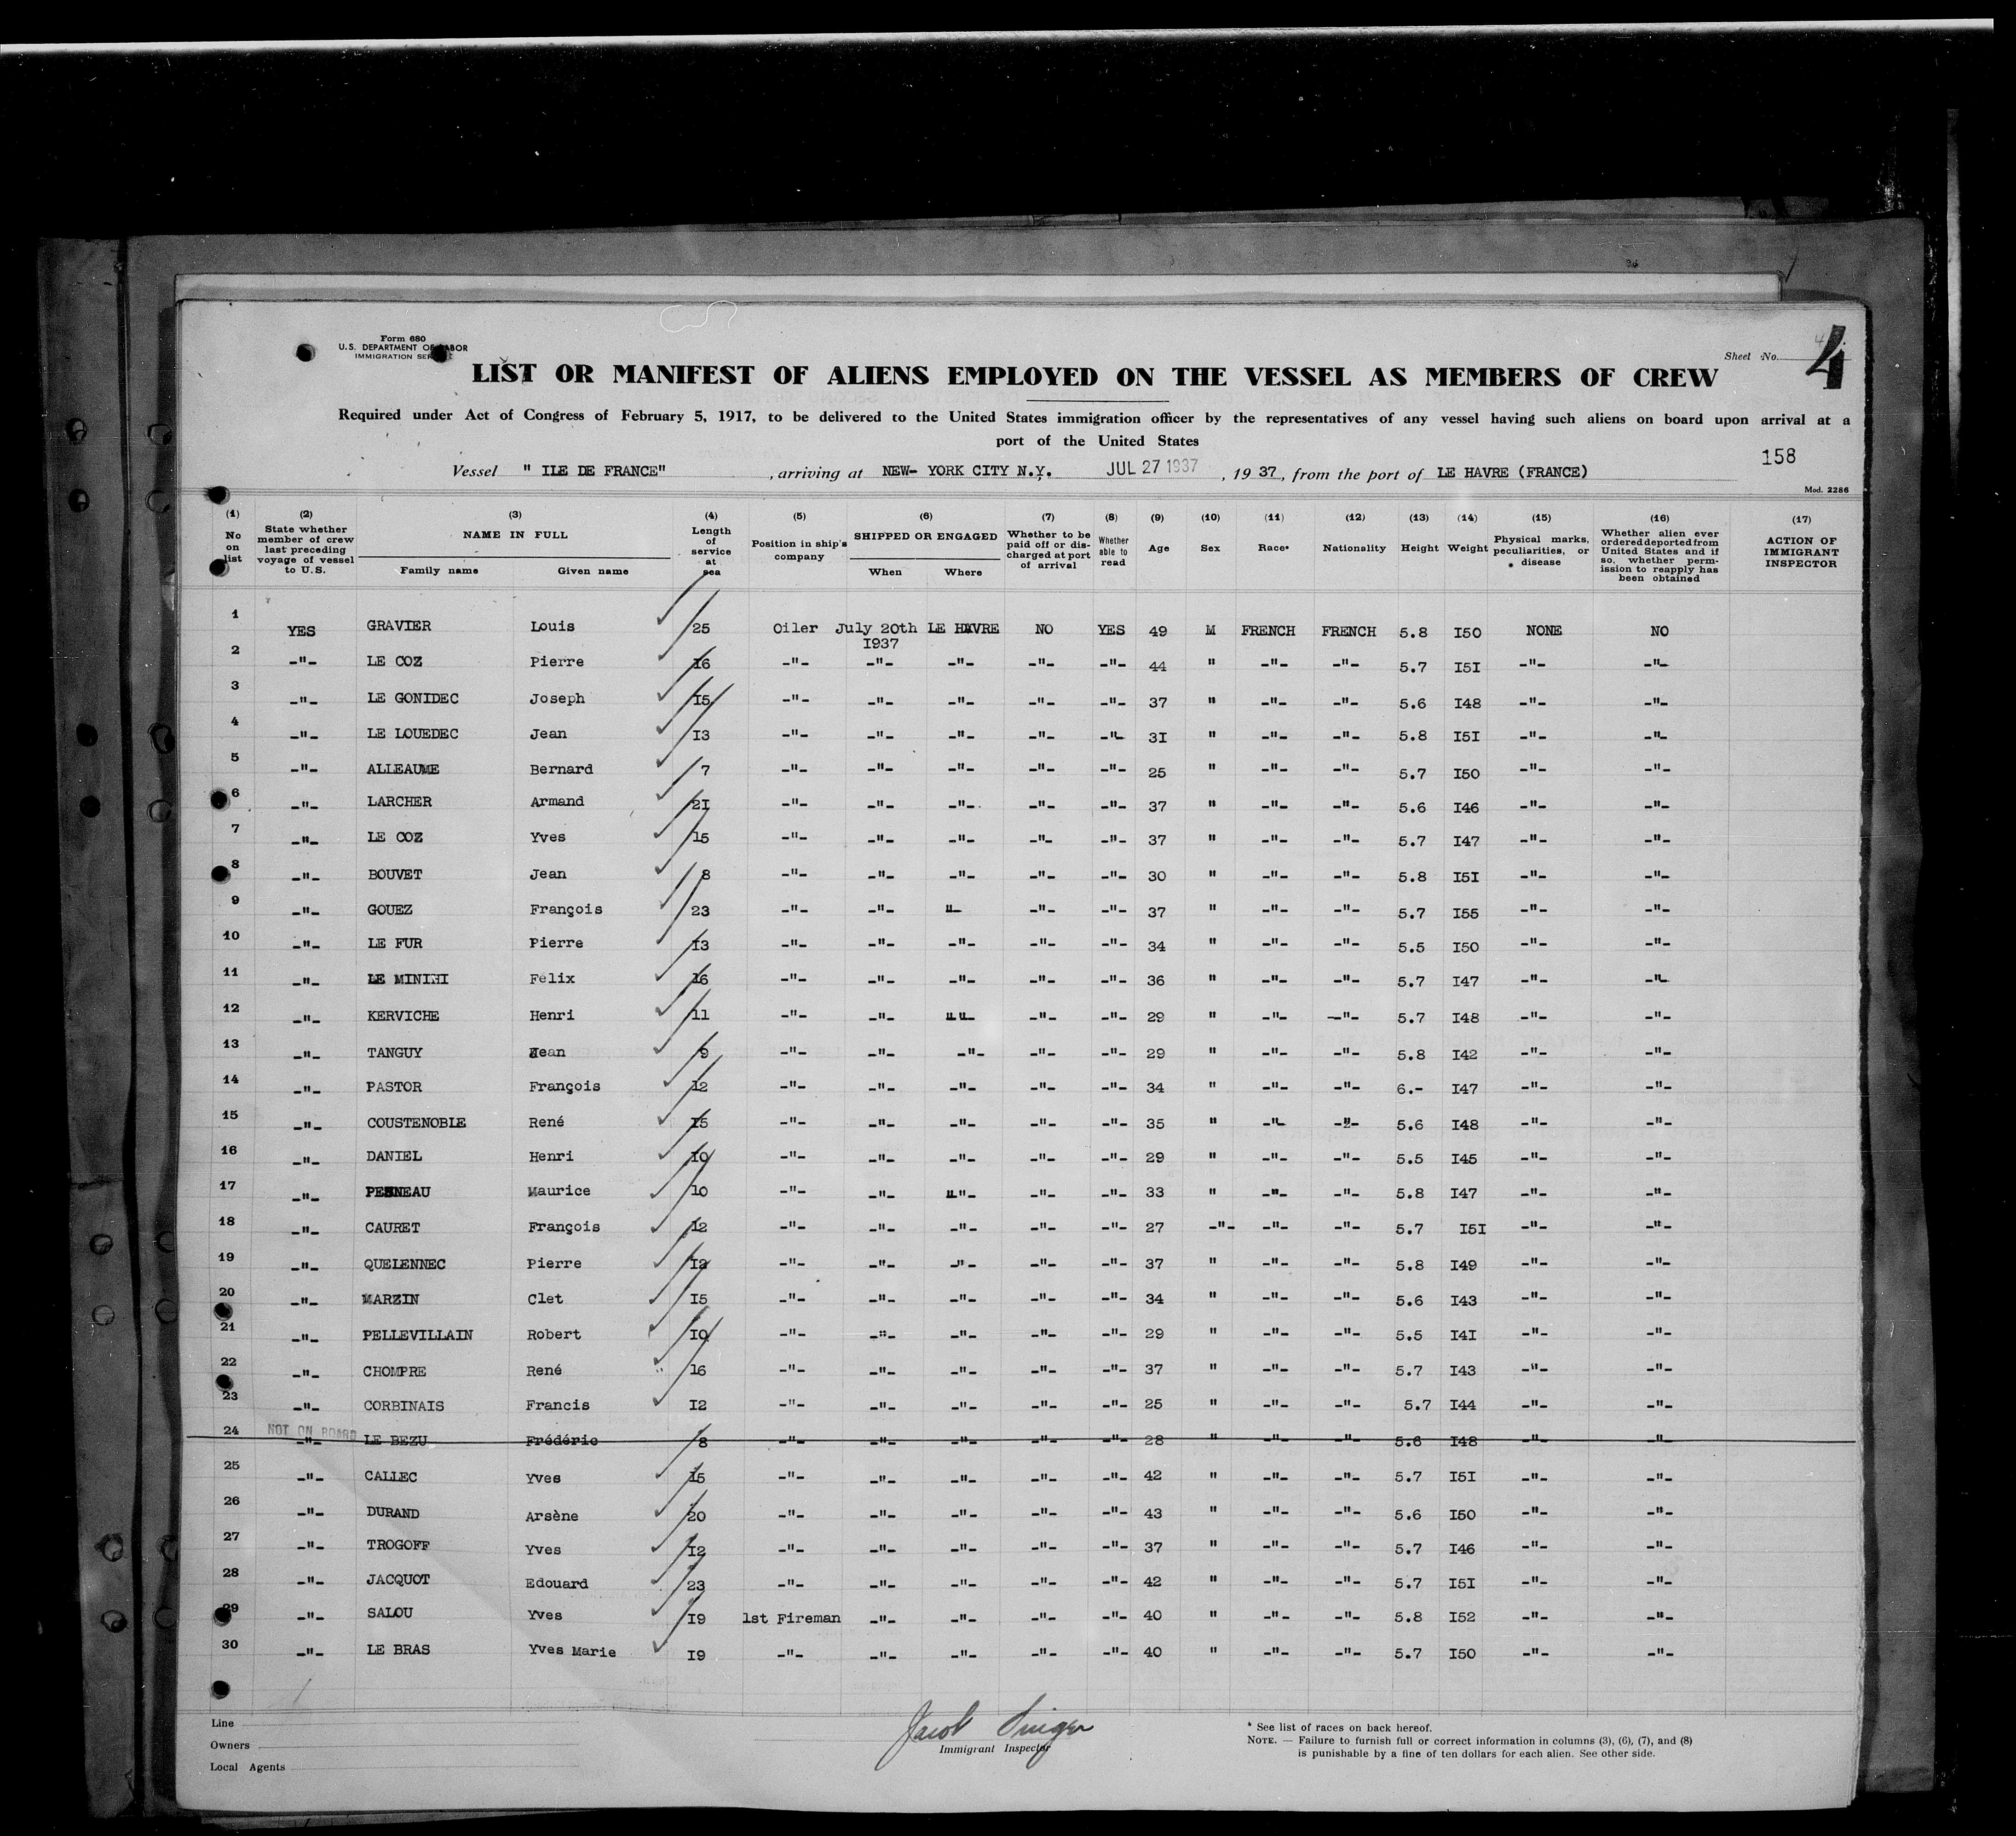 Form 680
U.S. DEPARTMENT OF LABOR
IMMIGRATION SERVICE
Sheet No. 4
LIST OR MANIFEST OF ALIENS EMPLOYED ON THE VESSEL AS MEMBERS OF CREW
Required under Act of Congress of February 5, 1917, to be delivered to the United States immigration officer by the representatives of any vessel having such aliens on board upon arrival at a
port of the United States
158
Vessel " ILE DE FRANCE" , arriving at NEW- YORK CITY N.Y. JUL 27 1937 , 19 37, from the port of LE HAVRE (FRANCE)
Mod. 2286
(1) No on list (2) State whether member of crew last preceding voyage of vessel to U.S. (3) NAME IN FULL Family name Given name (4) Length of service at sea (5) Position in ship's company (6) SHIPPED OR ENGAGED When Where (7) Whether to be paid off or discharged at port of arrival (8) Whether able to read (9) Age (10) Sex (11) Race* (12) Nationality (13) Height (14) Weight (15) Physical marks, peculiarities, or disease (16) Whether alien ever ordered deported from United States and if so, whether permission to reapply has been obtained (17) ACTION OF IMMIGRANT INSPECTOR
1 YES GRAVIER Louis 25 Oiler July 20th 1937 LE HAVRE NO YES 49 M FRENCH FRENCH 5.8 I50 NONE NO
2 -"- LE COZ Pierre I6 -"- -"- -"- -"- -"- 44 " -"- -"- 5.7 I5I -"- -"-
3 -"- LE GONIDEC Joseph I5 -"- -"- -"- -"- -"- 37 " -"- -"- 5.6 I48 -"- -"-
4 -"- LE LOUEDEC Jean I3 -"- -"- -"- -"- -"- 3I " -"- -"- 5.8 I5I -"- -"-
5 -"- ALLEAUME Bernard 7 -"- -"- -"- -"- -"- 25 " -"- -"- 5.7 I50 -"- -"-
6 -"- LARCHER Armand 2I -"- -"- -"- -"- -"- 37 " -"- -"- 5.6 I46 -"- -"-
7 -"- LE COZ Yves 15 -"- -"- -"- -"- -"- 37 " -"- -"- 5.7 I47 -"- -"-
8 -"- BOUVET Jean 8 -"- -"- -"- -"- -"- 30 " -"- -"- 5.8 I5I -"- -"-
9 -"- GOUEZ François 23 -"- -"- "- -"- -"- 37 " -"- -"- 5.7 I55 -"- -"-
10 -"- LE FUR Pierre I3 -"- -"- -"- -"- -"- 34 " -"- -"- 5.5 I50 -"- -"-
11 -"- LE MINIHI Felix 16 -"- -"- -"- -"- -"- 36 " -"- -"- 5.7 I47 -"- -"-
12 -"- KERVICHE Henri 11 -"- -"- "" -"- -"- 29 " -"- -"- 5.7 I48 -"- -"-
13 -"- TANGUY Jean 9 -"- -"- -"- -"- -"- 29 " -"- -"- 5.8 I42 -"- -"-
14 -"- PASTOR François 12 -"- -"- -"- -"- -"- 34 " -"- -"- 6.- I47 -"- -"-
15 -"- COUSTENOBLE René I5 -"- -"- -"- -"- -"- 35 " -"- -"- 5.6 I48 -"- -"-
16 -"- DANIEL Henri IO -"- -"- -"- -"- -"- 29 " -"- -"- 5.5 I45 -"- -"-
17 -"- PESNEAU Maurice 10 -"- -"- "- -"- -"- 33 " -"- -"- 5.8 I47 -"- -"-
18 -"- CAURET François 12 -"- -"- -"- -"- -"- 27 -"- -"- -"- 5.7 I5I -"- -"-
19 -"- QUELENNEC Pierre I2 -"- -"- -"- -"- -"- 37 " -"- -"- 5.8 I49 -"- -"-
20 -"- MARZIN Clet I5 -"- -"- -"- -"- -"- 34 " -"- -"- 5.6 I43 -"- -"-
21 -"- PELLEVILLAIN Robert IO -"- -"- -"- -"- -"- 29 " -"- -"- 5.5 I4I -"- -"-
22 -"- CHOMPRE René 16 -"- -"- -"- -"- -"- 37 " -"- -"- 5.7 I43 -"- -"-
23 -"- CORBINAIS Francis I2 -"- -"- -"- -"- -"- 25 " -"- -"- 5.7 I44 -"- -"-
24 NOT ON BOARD -"- LE BEZU Frédéric 8 -"- -"- -"- -"- -"- 28 " -"- -"- 5.6 I48 -"- -"-
25 -"- CALLEC Yves I5 -"- -"- -"- -"- -"- 42 " -"- -"- 5.7 I5I -"- -"-
26 -"- DURAND Arsène 20 -"- -"- -"- -"- -"- 43 " -"- -"- 5.6 I50 -"- -"-
27 -"- TROGOFF Yves I2 -"- -"- -"- -"- -"- 37 " -"- -"- 5.7 I46 -"- -"-
28 -"- JACQUOT Edouard 23 -"- -"- -"- -"- -"- 42 " -"- -"- 5.7 I5I -"- -"-
29 -"- SALOU Yves I9 1st Fireman -"- -"- -"- -"- 40 " -"- -"- 5.8 I52 -"- -"-
30 -"- LE BRAS Yves Marie I9 -"- -"- -"- -"- -"- 40 " -"- -"- 5.7 I50 -"- -"-
Line
Owners
Local Agents
Jacob Singer
Immigrant Inspector
* See list of races on back hereof.
NOTE. — Failure to furnish full or correct information in columns (3), (6), (7), and (8)
is punishable by a fine of ten dollars for each alien. See other side.